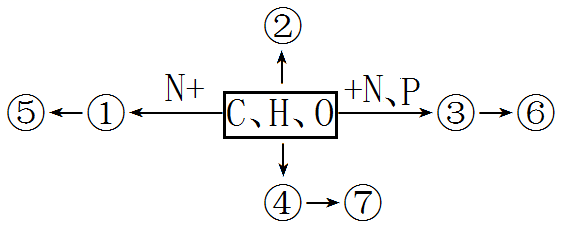 ②
N+
+N、P
⑤
①
C、H、O
③
⑥
④
⑦